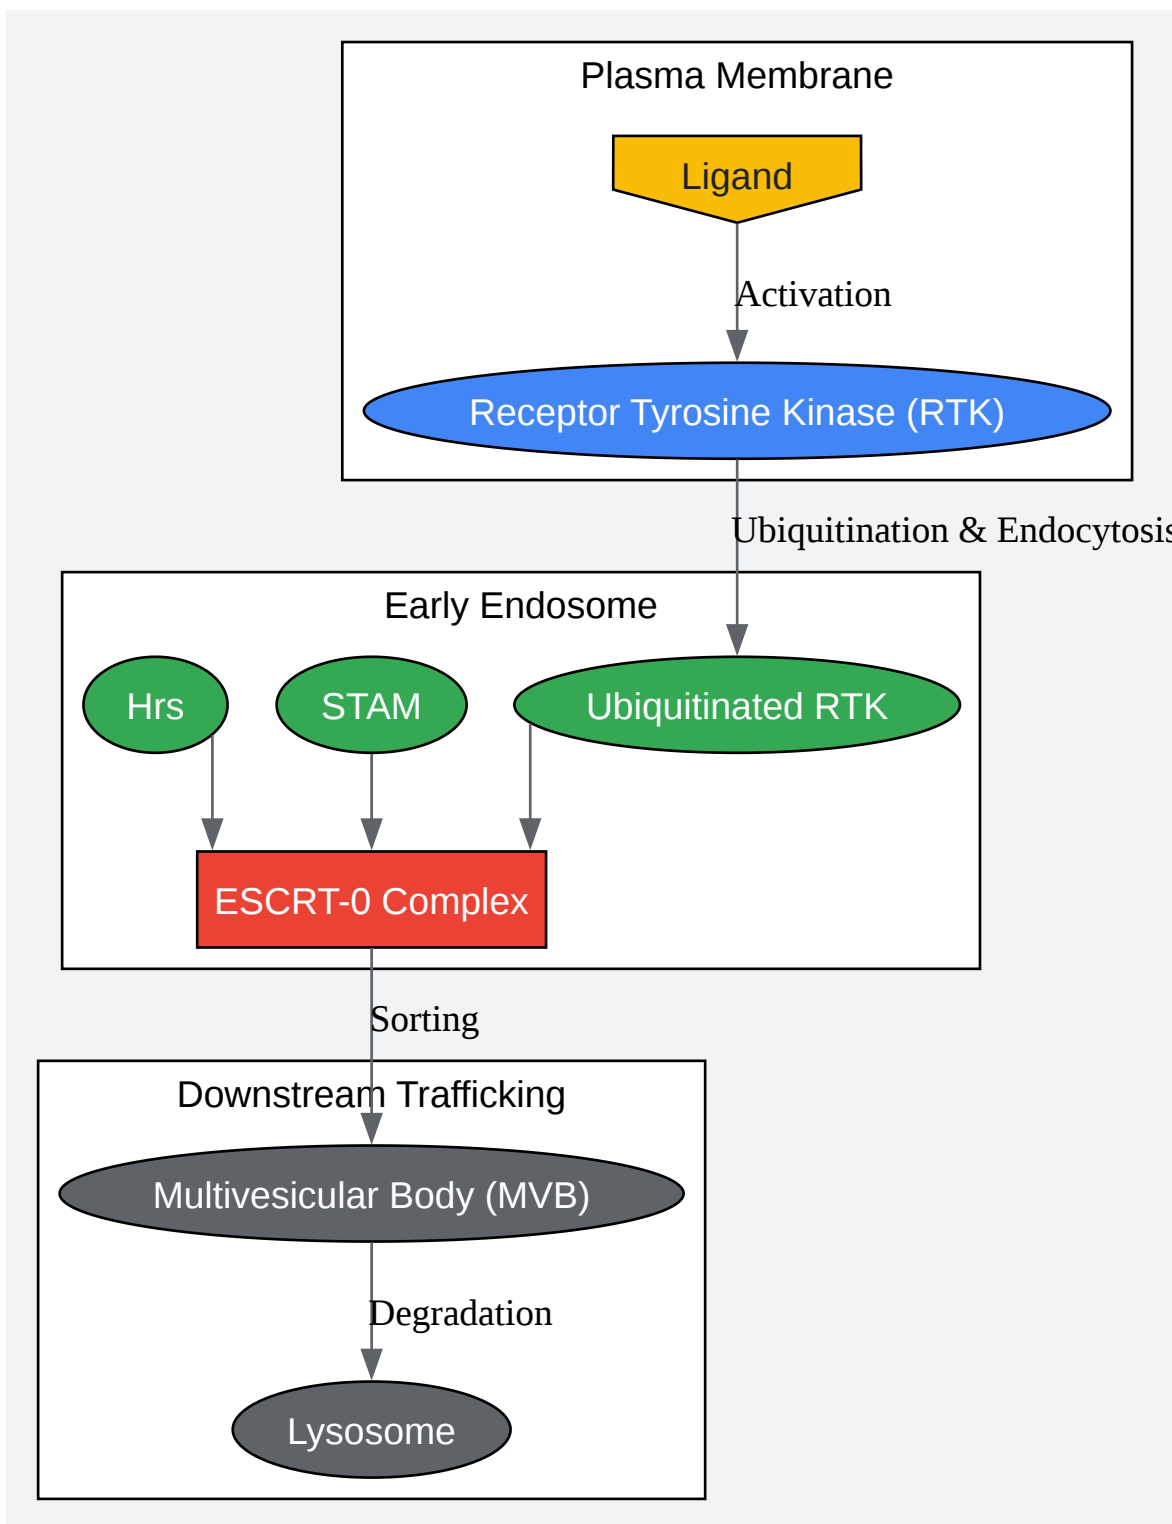 Plasma Membrane
Ligand
Activation
Receptor Tyrosine Kinase (RTK)
Ubiquitination & Endocytosis
Early Endosome
Hrs
STAM
Ubiquitinated RTK
ESCRT-0 Complex
Sorting
Downstream Trafficking
Multivesicular Body (MVB)
Degradation
Lysosome